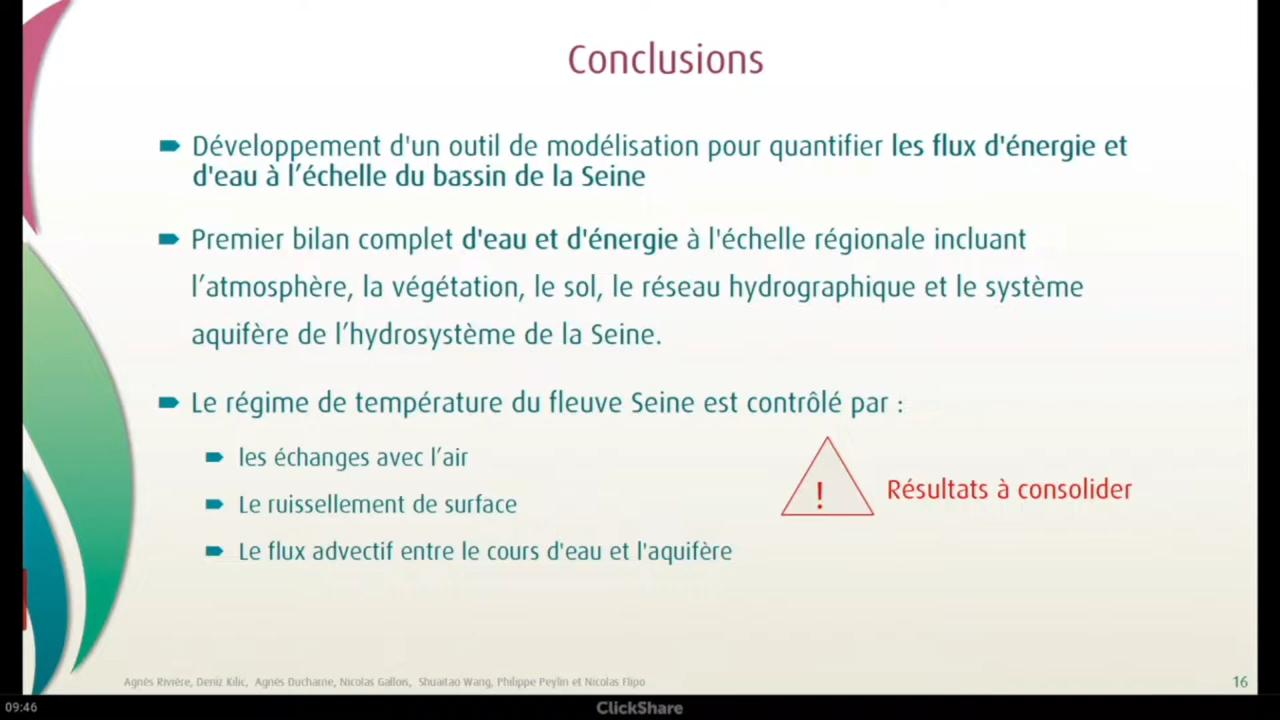 Conclusions
Développement d'un outil de modélisation pour quantifier les flux d'énergie et
d'eau à l’échelle du bassin de la Seine
Premier bilan complet d'eau et d'énergie à l'échelle régionale incluant
l’atmosphère, la végétation, le sol, le réseau hydrographique et le système
aquifère de l’hydrosystème de la Seine.
Le régime de température du fleuve Seine est contrôlé par :
les échanges avec l’air
Le ruissellement de surface
! Résultats à consolider
Le flux advectif entre le cours d'eau et l'aquifère
Agnès Rivière, Deniz Kilic, Agnès Ducharne, Nicolas Gallois, Shuaitao Wang, Philippe Peylin et Nicolas Flipo
16
09:46
ClickShare